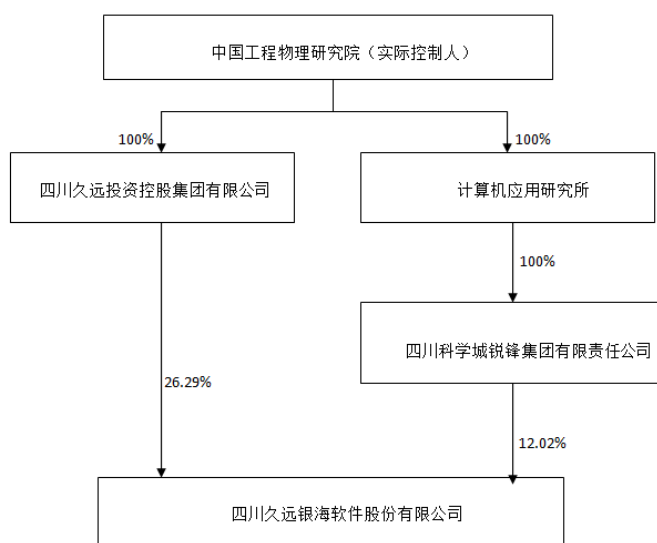 中国工程物理研究院（实际控制人）
100%
100%
四川久远投资控股集团有限公司
计算机应用研究所
100%
四川科学城锐锋集团有限责任公司
26.29%
12.02%
四川久远银海软件股份有限公司